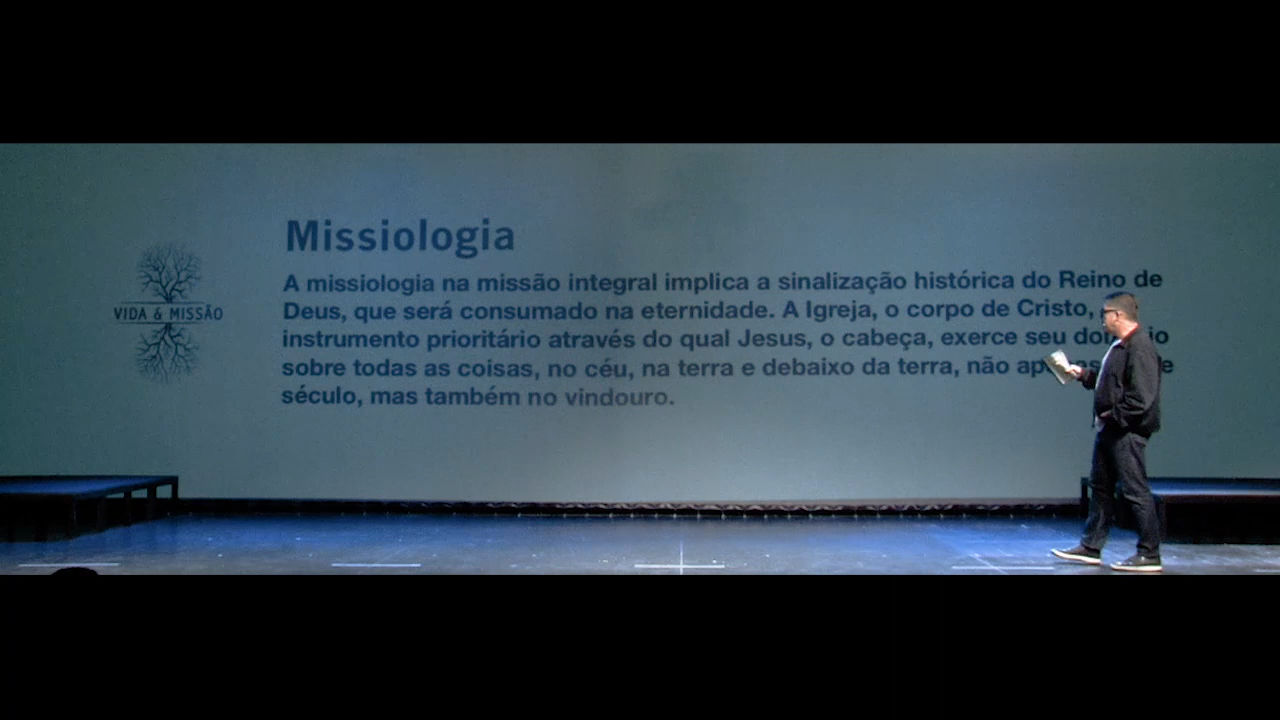 Missiologia
A missiologia na missão integral implica a sinalização histórica do Reino de
Deus, que será consumado na eternidade. A Igreja, o corpo de Cristo,
instrumento prioritário através do qual Jesus, o cabeça, exerce seu
sobre todas as coisas, no céu, na terra e debaixo da terra, não
século, mas também no vindouro.
VIDA & MISSÃO